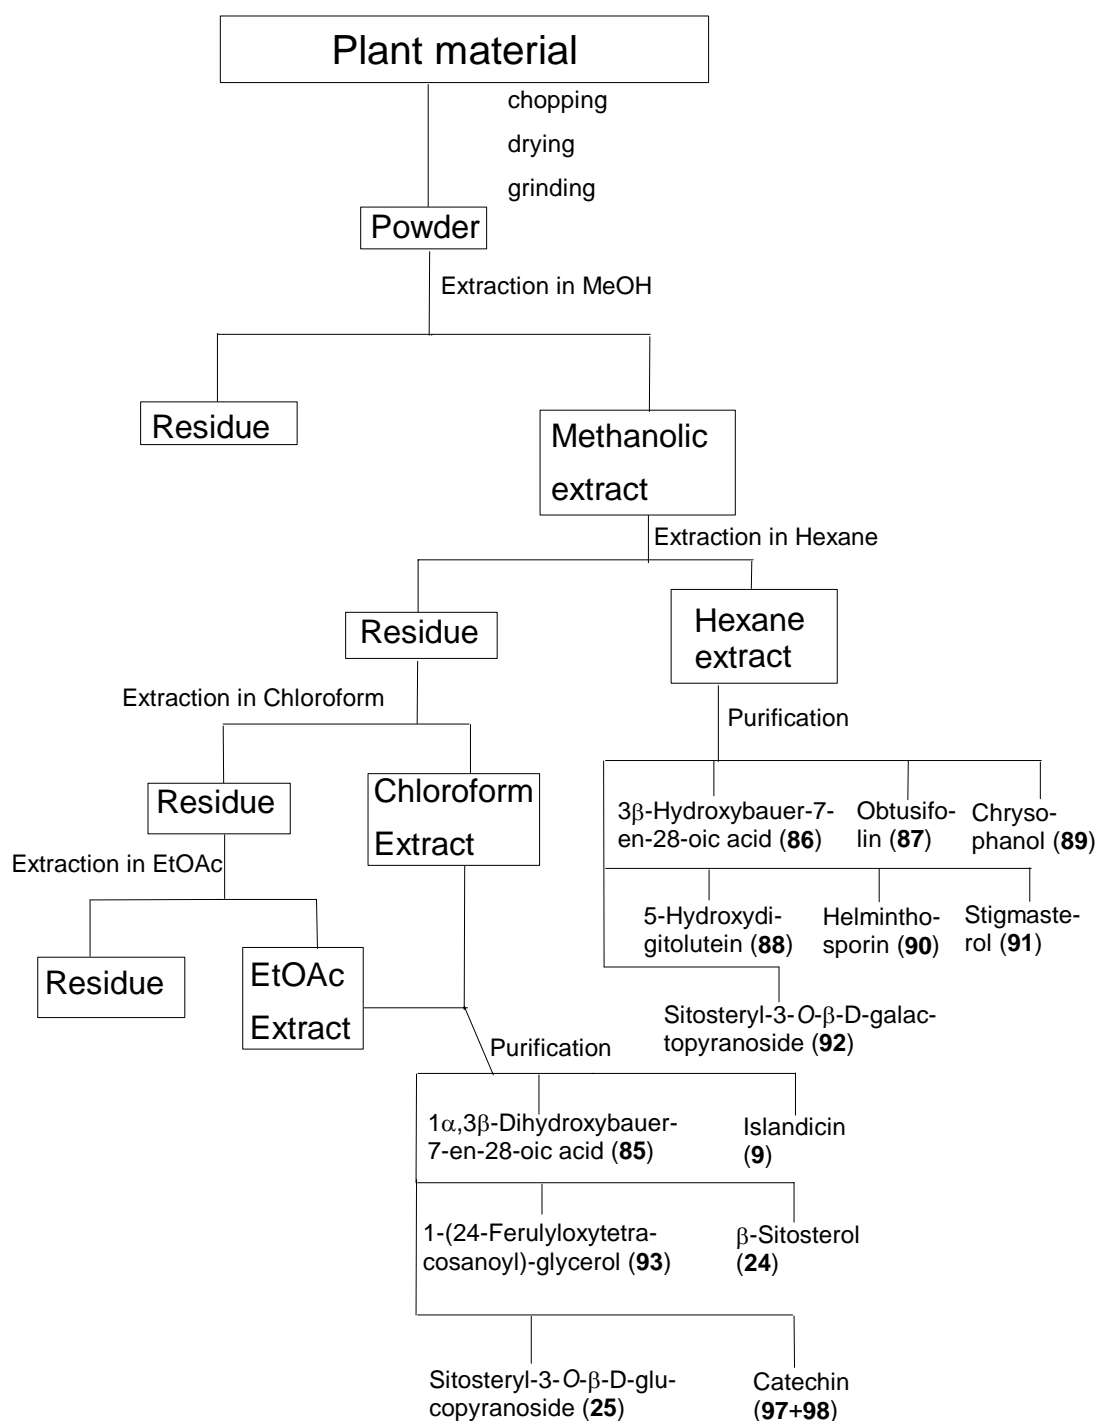 Plant material
chopping
drying
grinding
Powder
Extraction in MeOH
Residue
Methanolic
extract
Extraction in Hexane
Residue
Hexane
extract
Extraction in Chloroform
Purification
Residue
Chloroform
Extract
3β-Hydroxybauer-7-
en-28-oic acid (86)
Obtusifo-
lin (87)
Chryso-
phanol (89)
Extraction in EtOAc
5-Hydroxydi-
gitolutein (88)
Helmintho-
sporin (90)
Stigmaste-
rol (91)
Residue
EtOAc
Extract
Sitosteryl-3-O-β-D-galac-
topyranoside (92)
Purification
1α,3β-Dihydroxybauer-
7-en-28-oic acid (85)
Islandicin
(9)
1-(24-Ferulyloxytetra-
cosanoyl)-glycerol (93)
β-Sitosterol
(24)
Sitosteryl-3-O-β-D-glu-
copyranoside (25)
Catechin
(97+98)